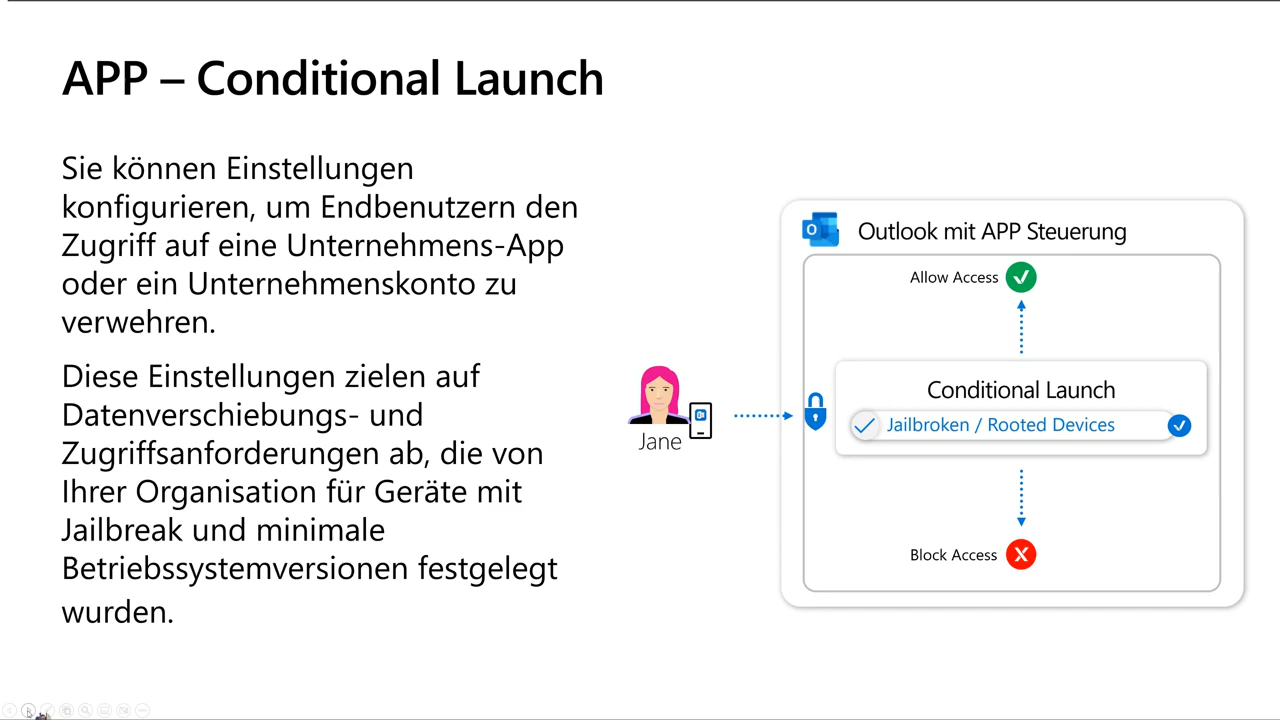 APP – Conditional Launch
Sie können Einstellungen
konfigurieren, um Endbenutzern den
Zugriff auf eine Unternehmens-App
oder ein Unternehmenskonto zu
verwehren.
Diese Einstellungen zielen auf
Datenverschiebungs- und
Zugriffsanforderungen ab, die von
Ihrer Organisation für Geräte mit
Jailbreak und minimale
Betriebssystemversionen festgelegt
wurden.
Jane
Outlook mit APP Steuerung
Allow Access
Conditional Launch
Jailbroken / Rooted Devices
Block Access